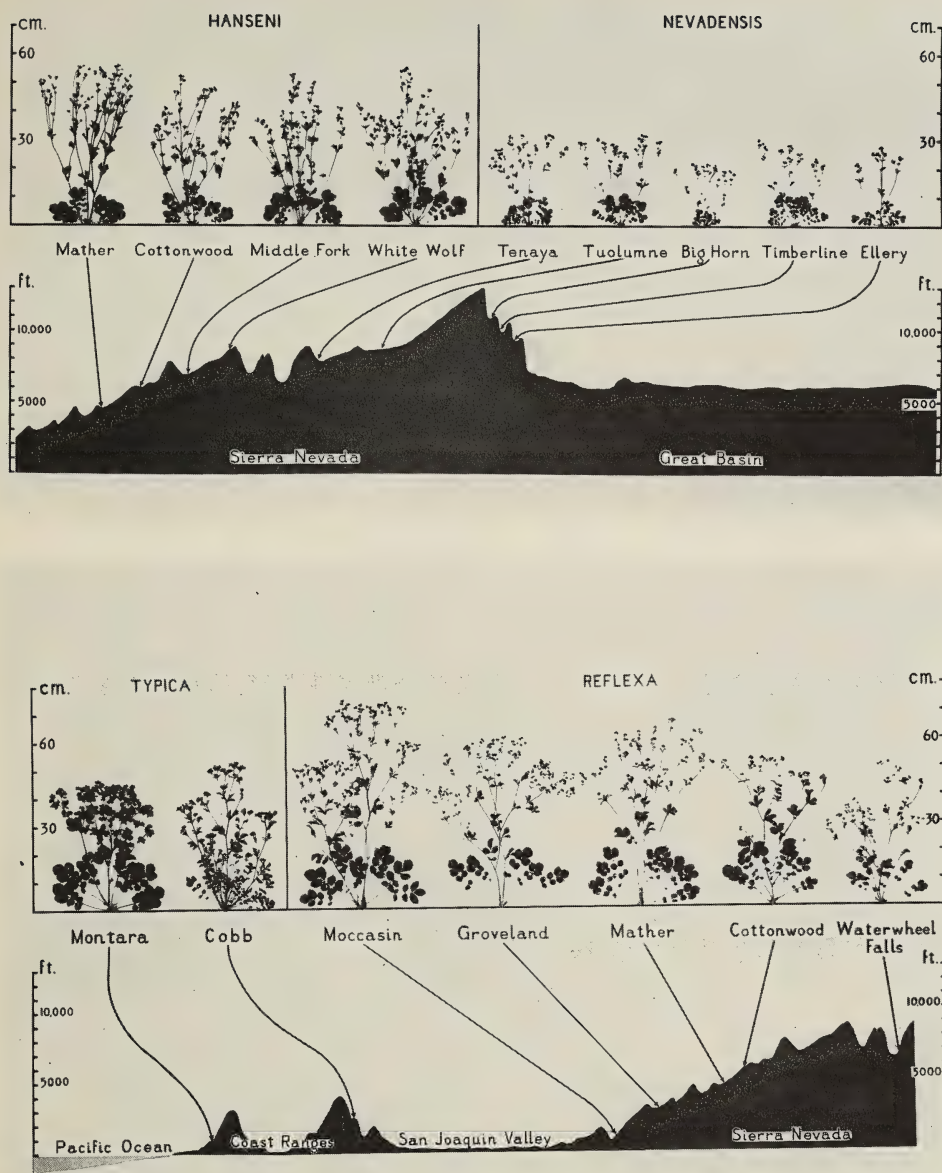 HANSENI NEVADENSIS
cm. cm.
60 60
30 30
Mather Cottonwood Middle Fork White Wolf Tenaya Tuolumne Big Horn Timberline Ellery
ft. ft.
10,000 10,000
5000 5000
Sierra Nevada Great Basin
TYPICA REFLEXA
cm. cm.
60 60
30 30
Montara Cobb Moccasin Groveland Mather Cottonwood Waterwheel
Falls
ft. ft.
10,000 10,000
5000 5000
Pacific Ocean Coast Ranges San Joaquin Valley Sierra Nevada